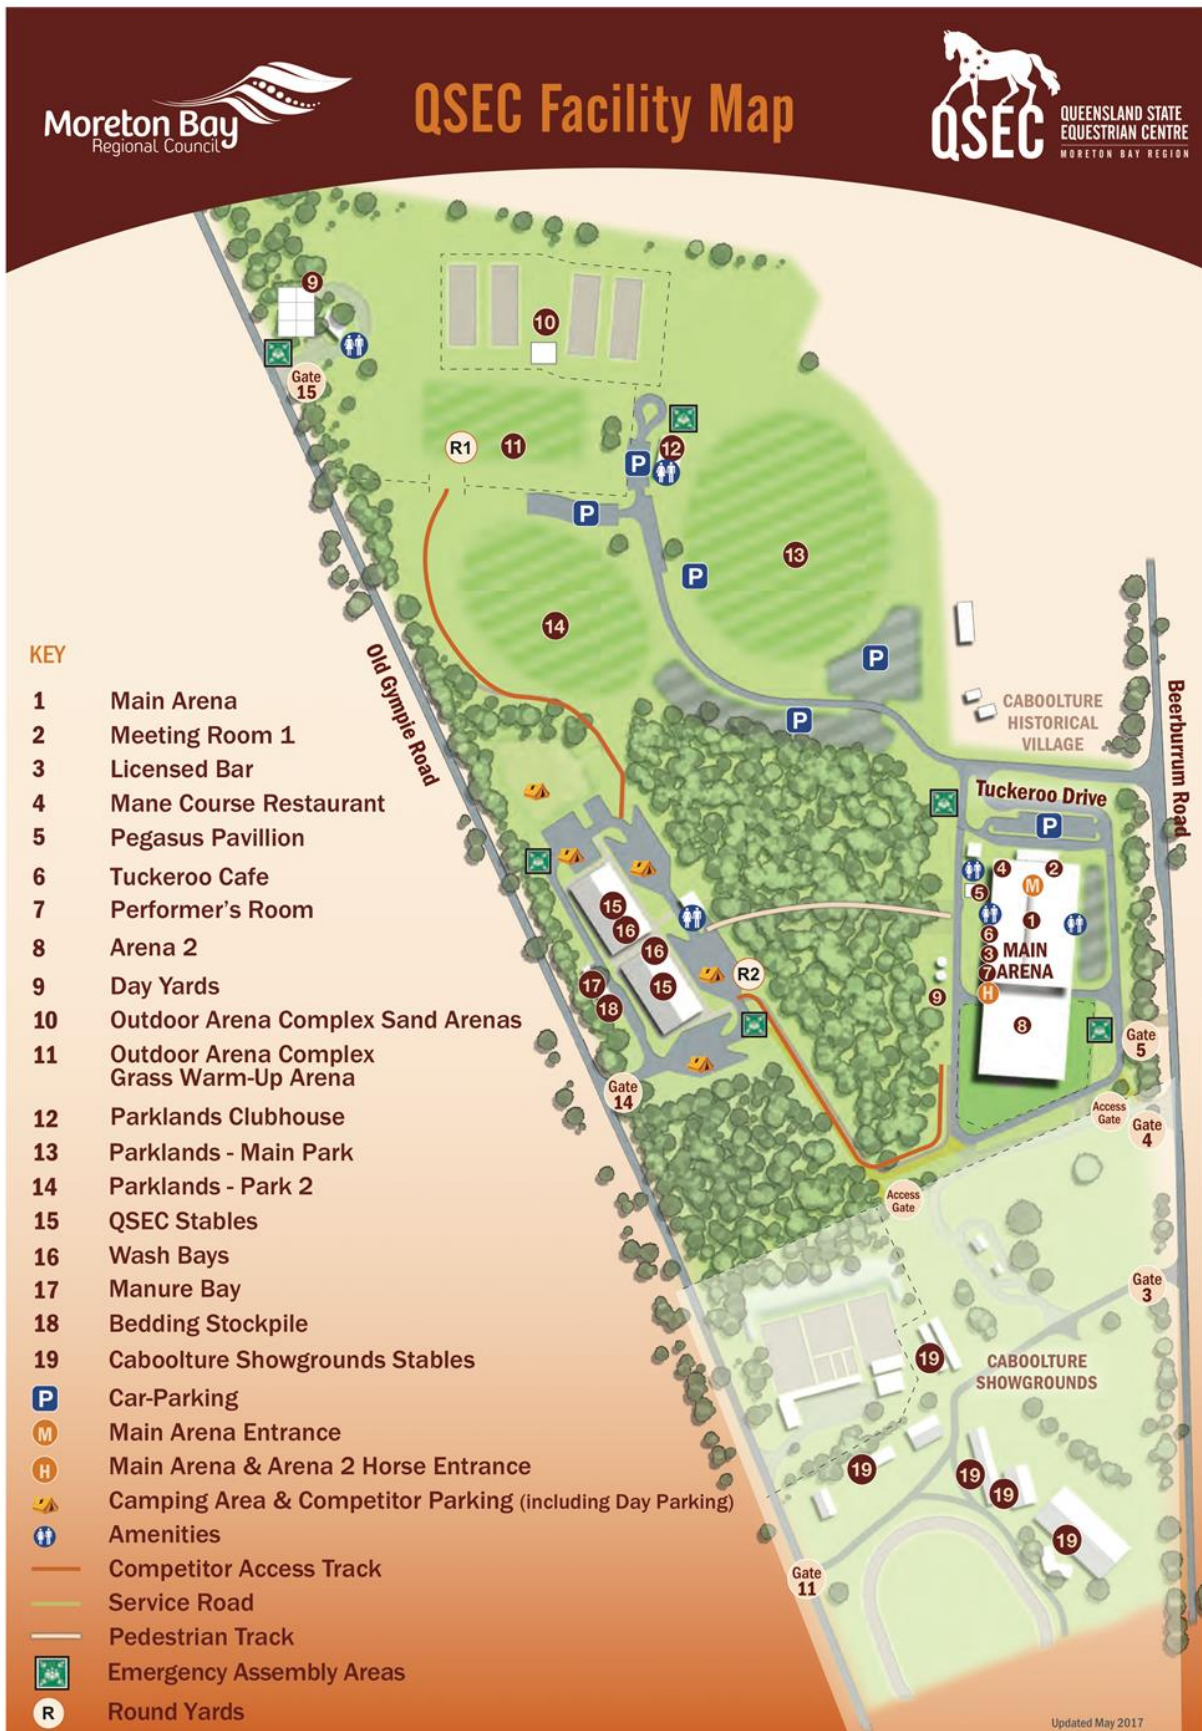 Moreton Bay
Regional Council
QSEC Facility Map
QSEC
QUEENSLAND STATE
EQUESTRIAN CENTRE
MORETON BAY REGION
9
10
Gate
15
R1
11
12
P
P
13
P
14
P
P
Old Gympie Road
CABOOLTURE
HISTORICAL
VILLAGE
Beerburrum Road
Tuckeroo Drive
P
4
2
M
5
15
1
16
6
16
3
MAIN
R2
7
ARENA
17
15
9
H
18
8
Gate
5
Gate
14
Access
Gate
Gate
4
Access
Gate
Gate
3
19
CABOOLTURE
SHOWGROUNDS
19
19
19
19
Gate
11
KEY
1 Main Arena
2 Meeting Room 1
3 Licensed Bar
4 Mane Course Restaurant
5 Pegasus Pavillion
6 Tuckeroo Cafe
7 Performer's Room
8 Arena 2
9 Day Yards
10 Outdoor Arena Complex Sand Arenas
11 Outdoor Arena Complex
Grass Warm-Up Arena
12 Parklands Clubhouse
13 Parklands - Main Park
14 Parklands - Park 2
15 QSEC Stables
16 Wash Bays
17 Manure Bay
18 Bedding Stockpile
19 Caboolture Showgrounds Stables
P Car-Parking
M Main Arena Entrance
H Main Arena & Arena 2 Horse Entrance
Camping Area & Competitor Parking (including Day Parking)
Amenities
Competitor Access Track
Service Road
Pedestrian Track
Emergency Assembly Areas
R Round Yards
Updated May 2017